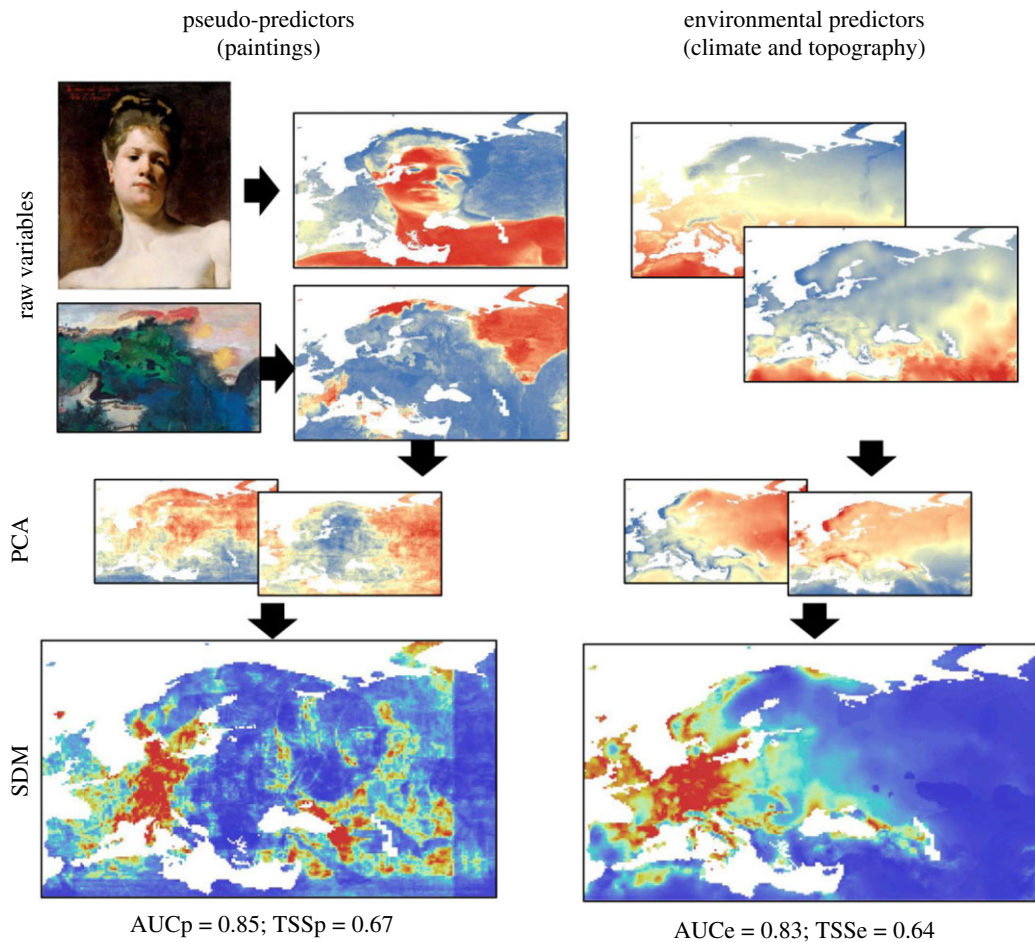 pseudo-predictors
(paintings)
environmental predictors
(climate and topography)
raw variables
PCA
SDM
AUCp = 0.85; TSSp = 0.67
AUCe = 0.83; TSSe = 0.64